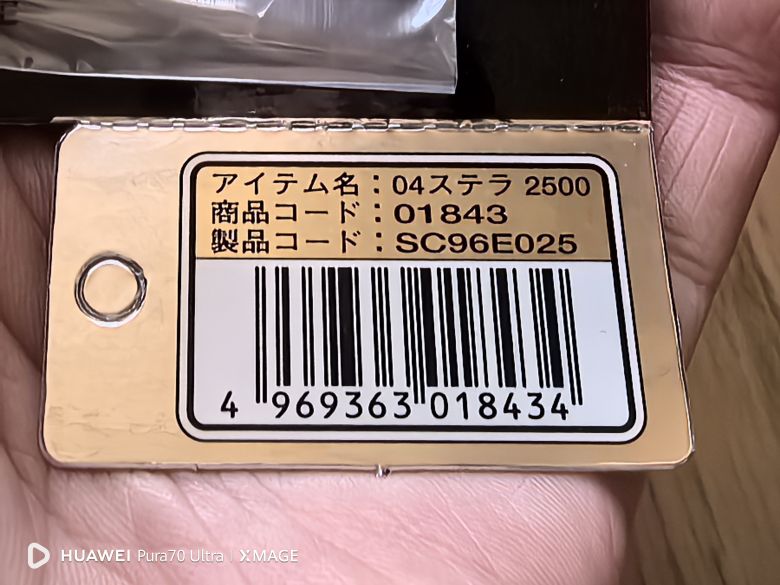 アイテム名：04ステラ 2500
商品コード：01843
製品コード：SC96E025
4 969363 018434
HUAWEI Pura70 Ultra | XMAGE